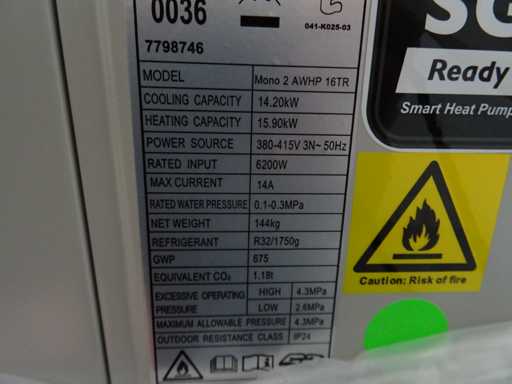 0036
041-K025-03
7798746
MODEL Mono 2 AWHP 16TR
COOLING CAPACITY 14.20kW
HEATING CAPACITY 15.90kW
POWER SOURCE 380-415V 3N~ 50Hz
RATED INPUT 6200W
MAX CURRENT 14A
RATED WATER PRESSURE 0.1-0.3MPa
NET WEIGHT 144kg
REFRIGERANT R32/1750g
GWP 675
EQUIVALENT CO₂ 1.18t
EXCESSIVE OPERATING PRESSURE HIGH 4.3MPa
LOW 2.6MPa
MAXIMUM ALLOWABLE PRESSURE 4.3MPa
OUTDOOR RESISTANCE CLASS IP24
SG
Ready
Smart Heat Pump
Caution: Risk of fire